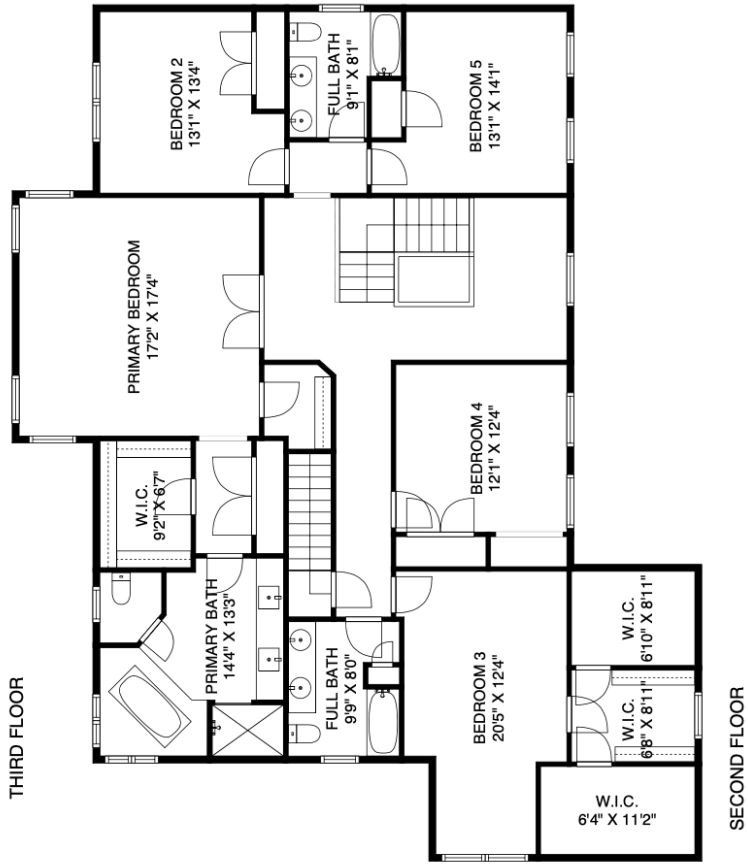 BEDROOM 2
13'1" X 13'4"
FULL BATH
9'1" X 8'1"
BEDROOM 5
13'1" X 14'1"
PRIMARY BEDROOM
17'2" X 17'4"
BEDROOM 4
12'1" X 12'4"
W.I.C.
9'2" X 6'7"
PRIMARY BATH
14'4" X 13'3"
FULL BATH
9'9" X 8'0"
BEDROOM 3
20'5" X 12'4"
W.I.C.
6'10" X 8'11"
W.I.C.
6'8" X 8'11"
W.I.C.
6'4" X 11'2"
THIRD FLOOR
SECOND FLOOR